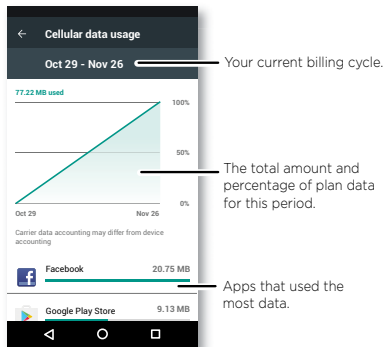 Cellular data usage
Oct 29 - Nov 26
Your current billing cycle.
77.22 MB used
100%
50%
0%
Oct 29
Nov 26
The total amount and
percentage of plan data
for this period.
Carrier data accounting may differ from device
accounting
Facebook
20.75 MB
Google Play Store
9.13 MB
Apps that used the
most data.